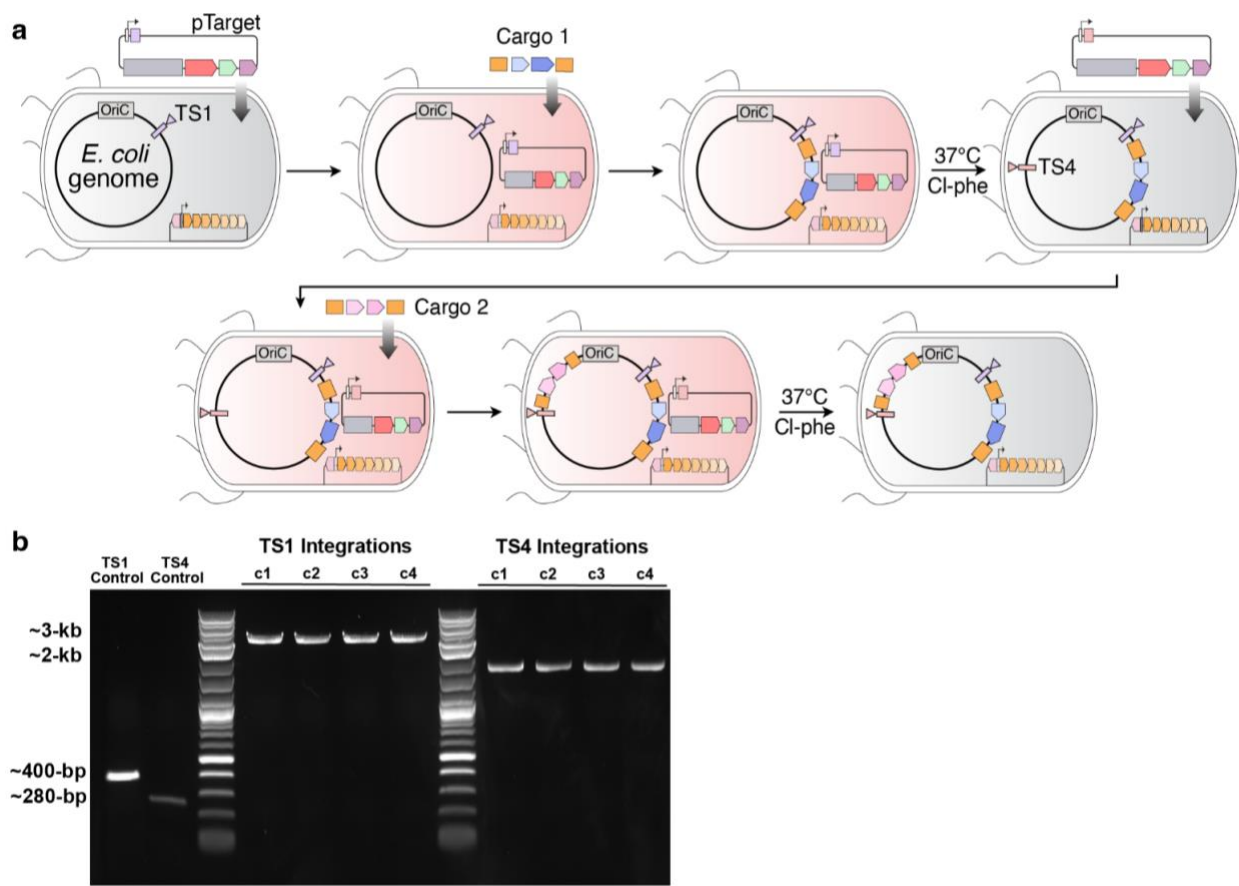 a
pTarget
Cargo 1
OriC
TS1
E. coli
genome
OriC
OriC
37°C
Cl-phe
OriC
TS4
Cargo 2
OriC
OriC
37°C
Cl-phe
OriC
b
TS1 Integrations
TS4 Integrations
TS1
Control
TS4
Control
c1 c2 c3 c4
c1 c2 c3 c4
~3-kb
~2-kb
~400-bp
~280-bp